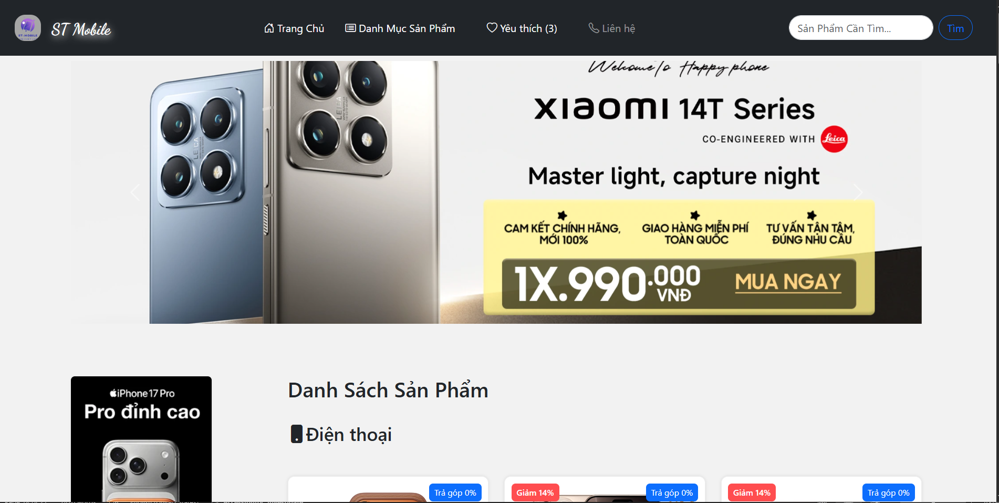 ST-MOBILE
ST Mobile
Trang Chủ
Danh Mục Sản Phẩm
Yêu thích (3)
Liên hệ
Sản Phẩm Cần Tìm...
Tìm
Welcome To Happy phone
xiaomi 14T Series
CO-ENGINEERED WITH Leica
Master light, capture night
CAM KẾT CHÍNH HÃNG,
MỚI 100%
GIAO HÀNG MIỄN PHÍ
TOÀN QUỐC
TƯ VẤN TẬN TÂM,
ĐÚNG NHU CẦU
1X.990.000
VNĐ
MUA NGAY
LEICA
LEICA
iPhone 17 Pro
Pro đỉnh cao
Danh Sách Sản Phẩm
Điện thoại
Trả góp 0%
Giảm 14%
Trả góp 0%
Giảm 14%
Trả góp 0%